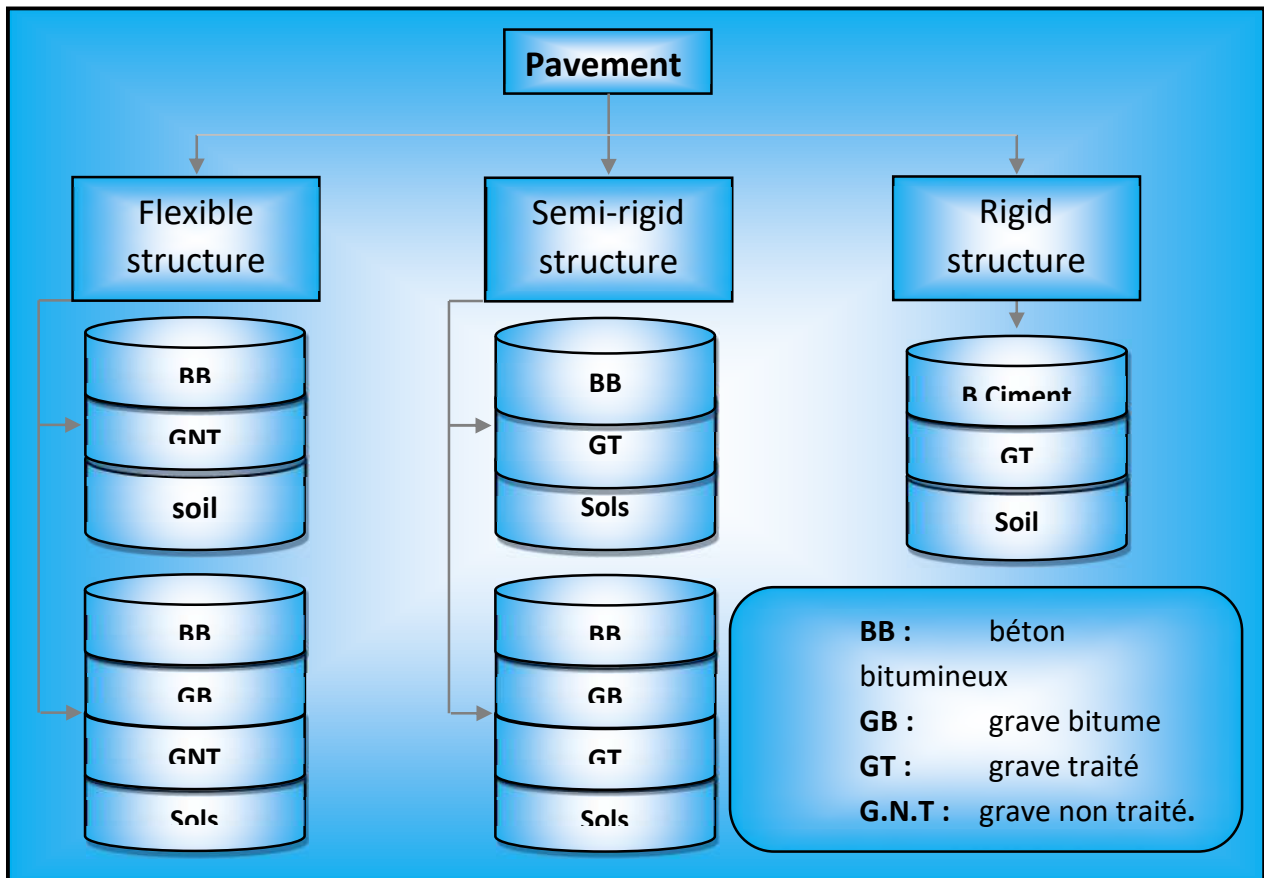 Pavement
Flexible
structure
Semi-rigid
structure
Rigid
structure
BB
GNT
soil
BB
GB
GNT
Sols
BB
GT
Sols
BB
GB
GT
Sols
B Ciment
GT
Soil
BB : béton
bitumineux
GB : grave bitume
GT : grave traité
G.N.T : grave non traité.